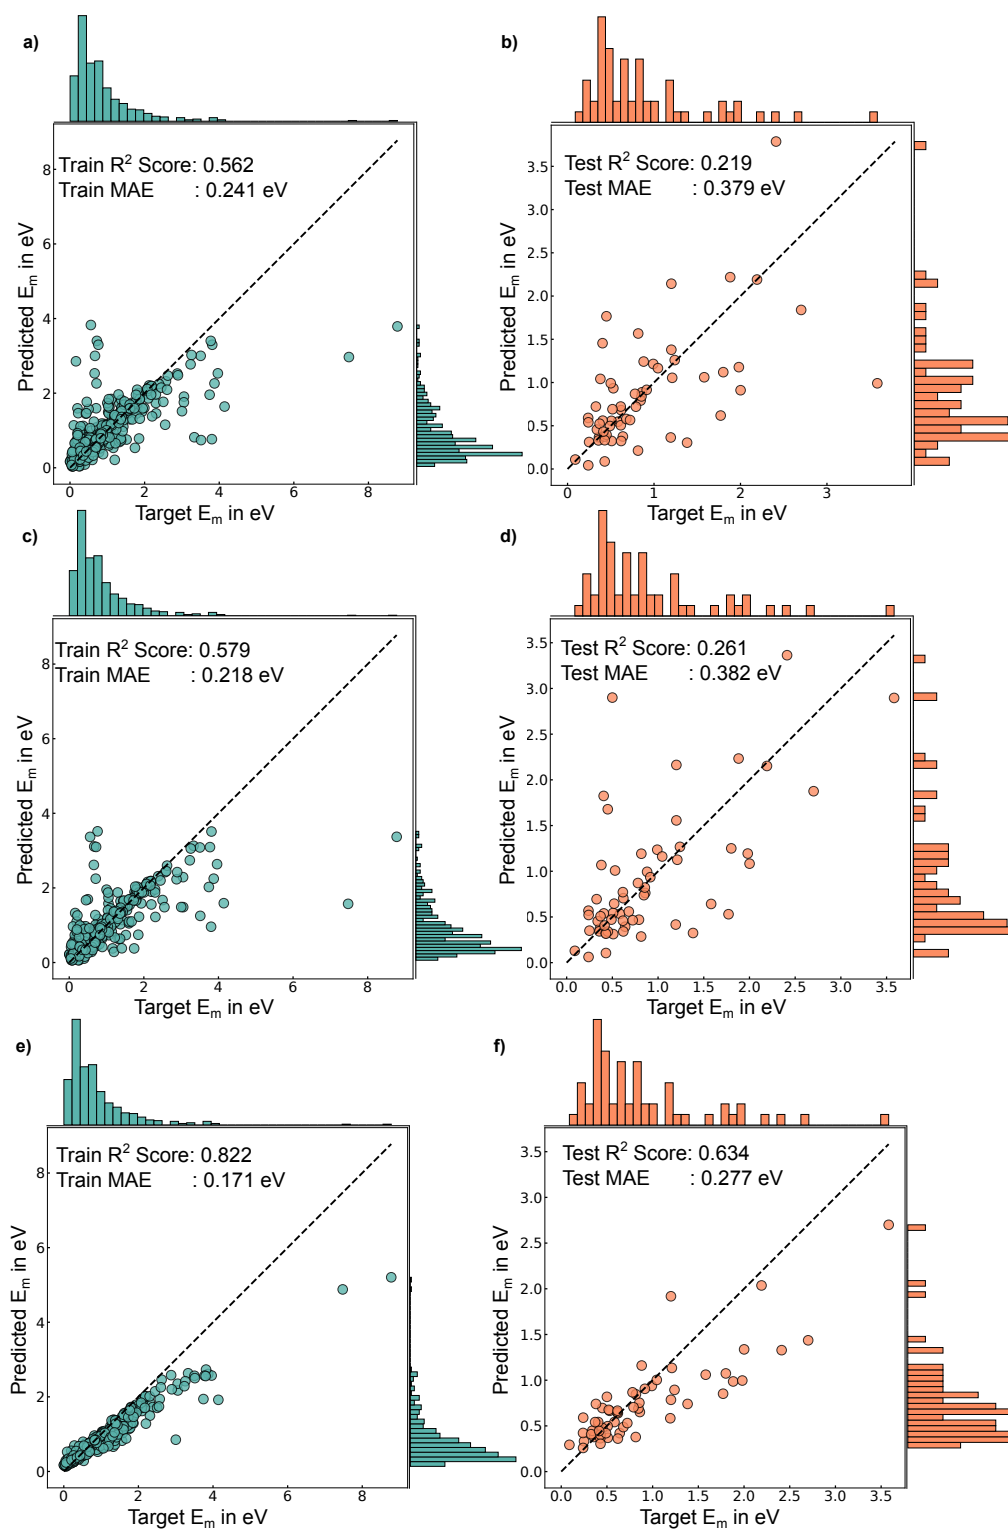 a)
Train R² Score: 0.562
Train MAE : 0.241 eV
Predicted Eₘ in eV
8
6
4
2
0
0 2 4 6 8
Target Eₘ in eV
b)
Test R² Score: 0.219
Test MAE : 0.379 eV
Predicted Eₘ in eV
3.5
3.0
2.5
2.0
1.5
1.0
0.5
0.0
0 1 2 3
Target Eₘ in eV
c)
Train R² Score: 0.579
Train MAE : 0.218 eV
Predicted Eₘ in eV
8
6
4
2
0
0 2 4 6 8
Target Eₘ in eV
d)
Test R² Score: 0.261
Test MAE : 0.382 eV
Predicted Eₘ in eV
3.5
3.0
2.5
2.0
1.5
1.0
0.5
0.0
0.0 0.5 1.0 1.5 2.0 2.5 3.0 3.5
Target Eₘ in eV
e)
Train R² Score: 0.822
Train MAE : 0.171 eV
Predicted Eₘ in eV
8
6
4
2
0
0 2 4 6 8
Target Eₘ in eV
f)
Test R² Score: 0.634
Test MAE : 0.277 eV
Predicted Eₘ in eV
3.5
3.0
2.5
2.0
1.5
1.0
0.5
0.0
0.0 0.5 1.0 1.5 2.0 2.5 3.0 3.5
Target Eₘ in eV